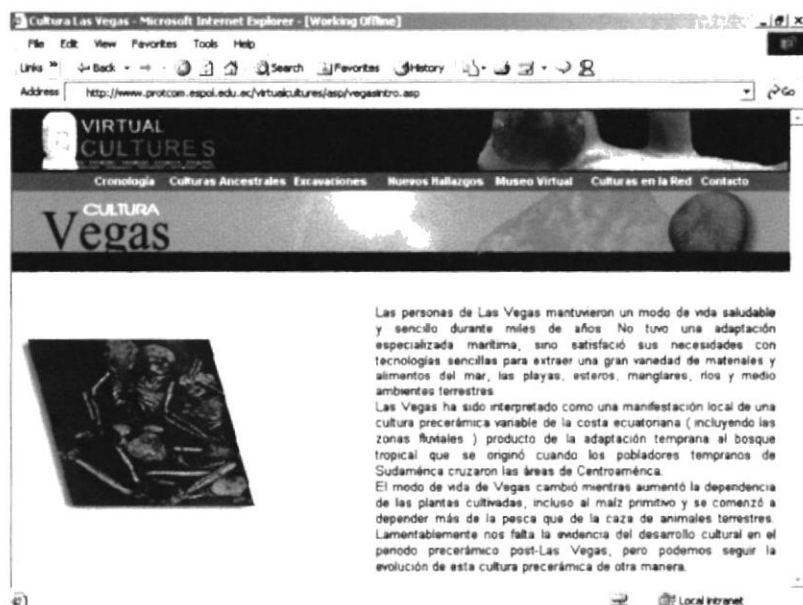 Cultura Las Vegas - Microsoft Internet Explorer - [Working Offline]
File Edit View Favorites Tools Help
Links » Back Search Favorites History
Address http://www.protcom.espol.edu.ec/virtualcultures/asp/vegasintro.asp Go
VIRTUAL
CULTURES
Cronología Culturas Ancestrales Excavaciones Nuevos Hallazgos Museo Virtual Culturas en la Red Contacto
CULTURA
Vegas
Las personas de Las Vegas mantuvieron un modo de vida saludable
y sencillo durante miles de años. No tuvo una adaptación
especializada marítima, sino satisfació sus necesidades con
tecnologías sencillas para extraer una gran variedad de materiales y
alimentos del mar, las playas, esteros, manglares, ríos y medio
ambientes terrestres
Las Vegas ha sido interpretado como una manifestación local de una
cultura precerámica variable de la costa ecuatoriana ( incluyendo las
zonas fluviales ) producto de la adaptación temprana al bosque
tropical que se originó cuando los pobladores tempranos de
Sudamérica cruzaron las áreas de Centroamérica.
El modo de vida de Vegas cambió mientras aumentó la dependencia
de las plantas cultivadas, incluso al maíz primitivo y se comenzó a
depender más de la pesca que de la caza de animales terrestres.
Lamentablemente nos falta la evidencia del desarrollo cultural en el
periodo precerámico post-Las Vegas, pero podemos seguir la
evolución de esta cultura precerámica de otra manera.
Local intranet